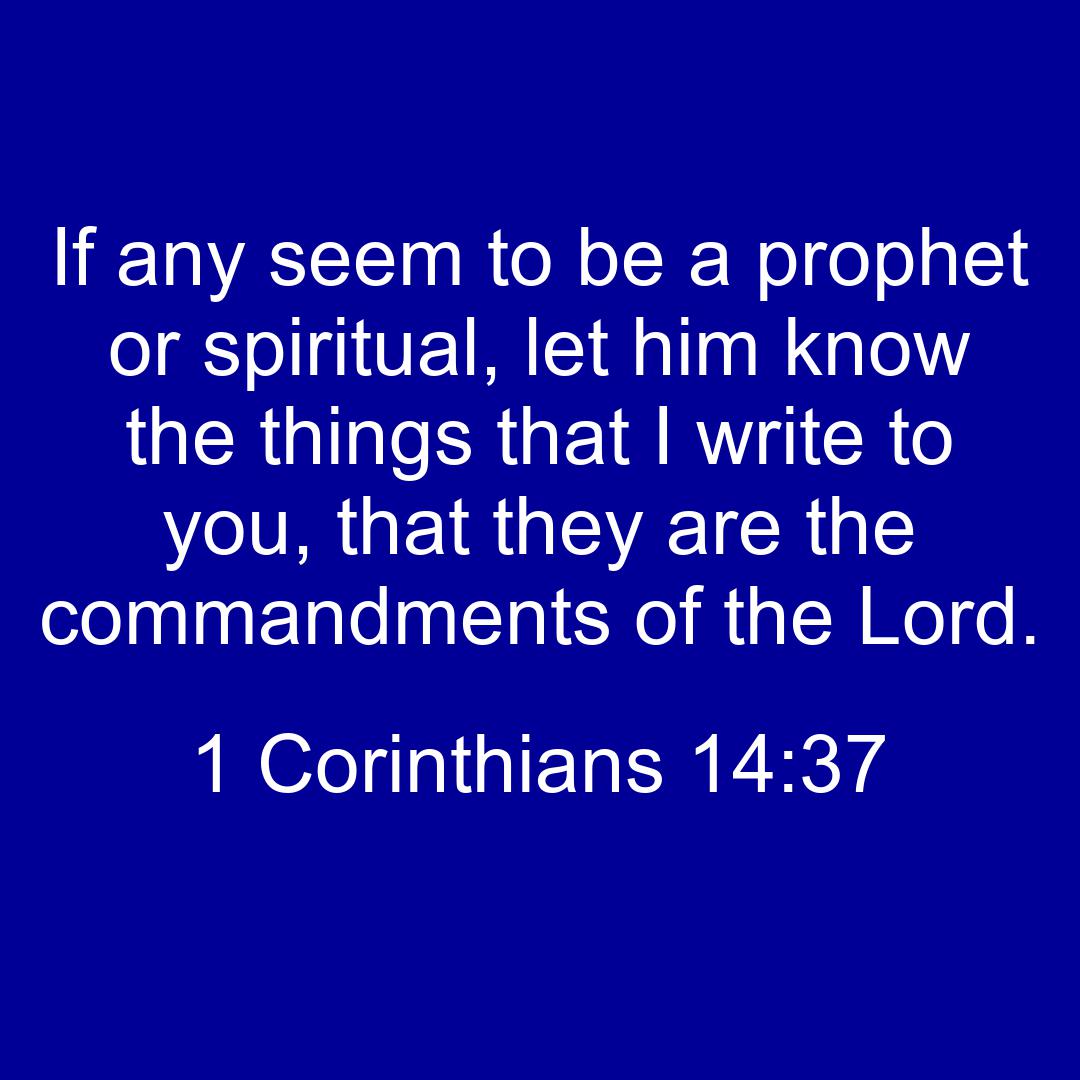 If any seem to be a prophet
or spiritual, let him know
the things that I write to
you, that they are the
commandments of the Lord.
1 Corinthians 14:37